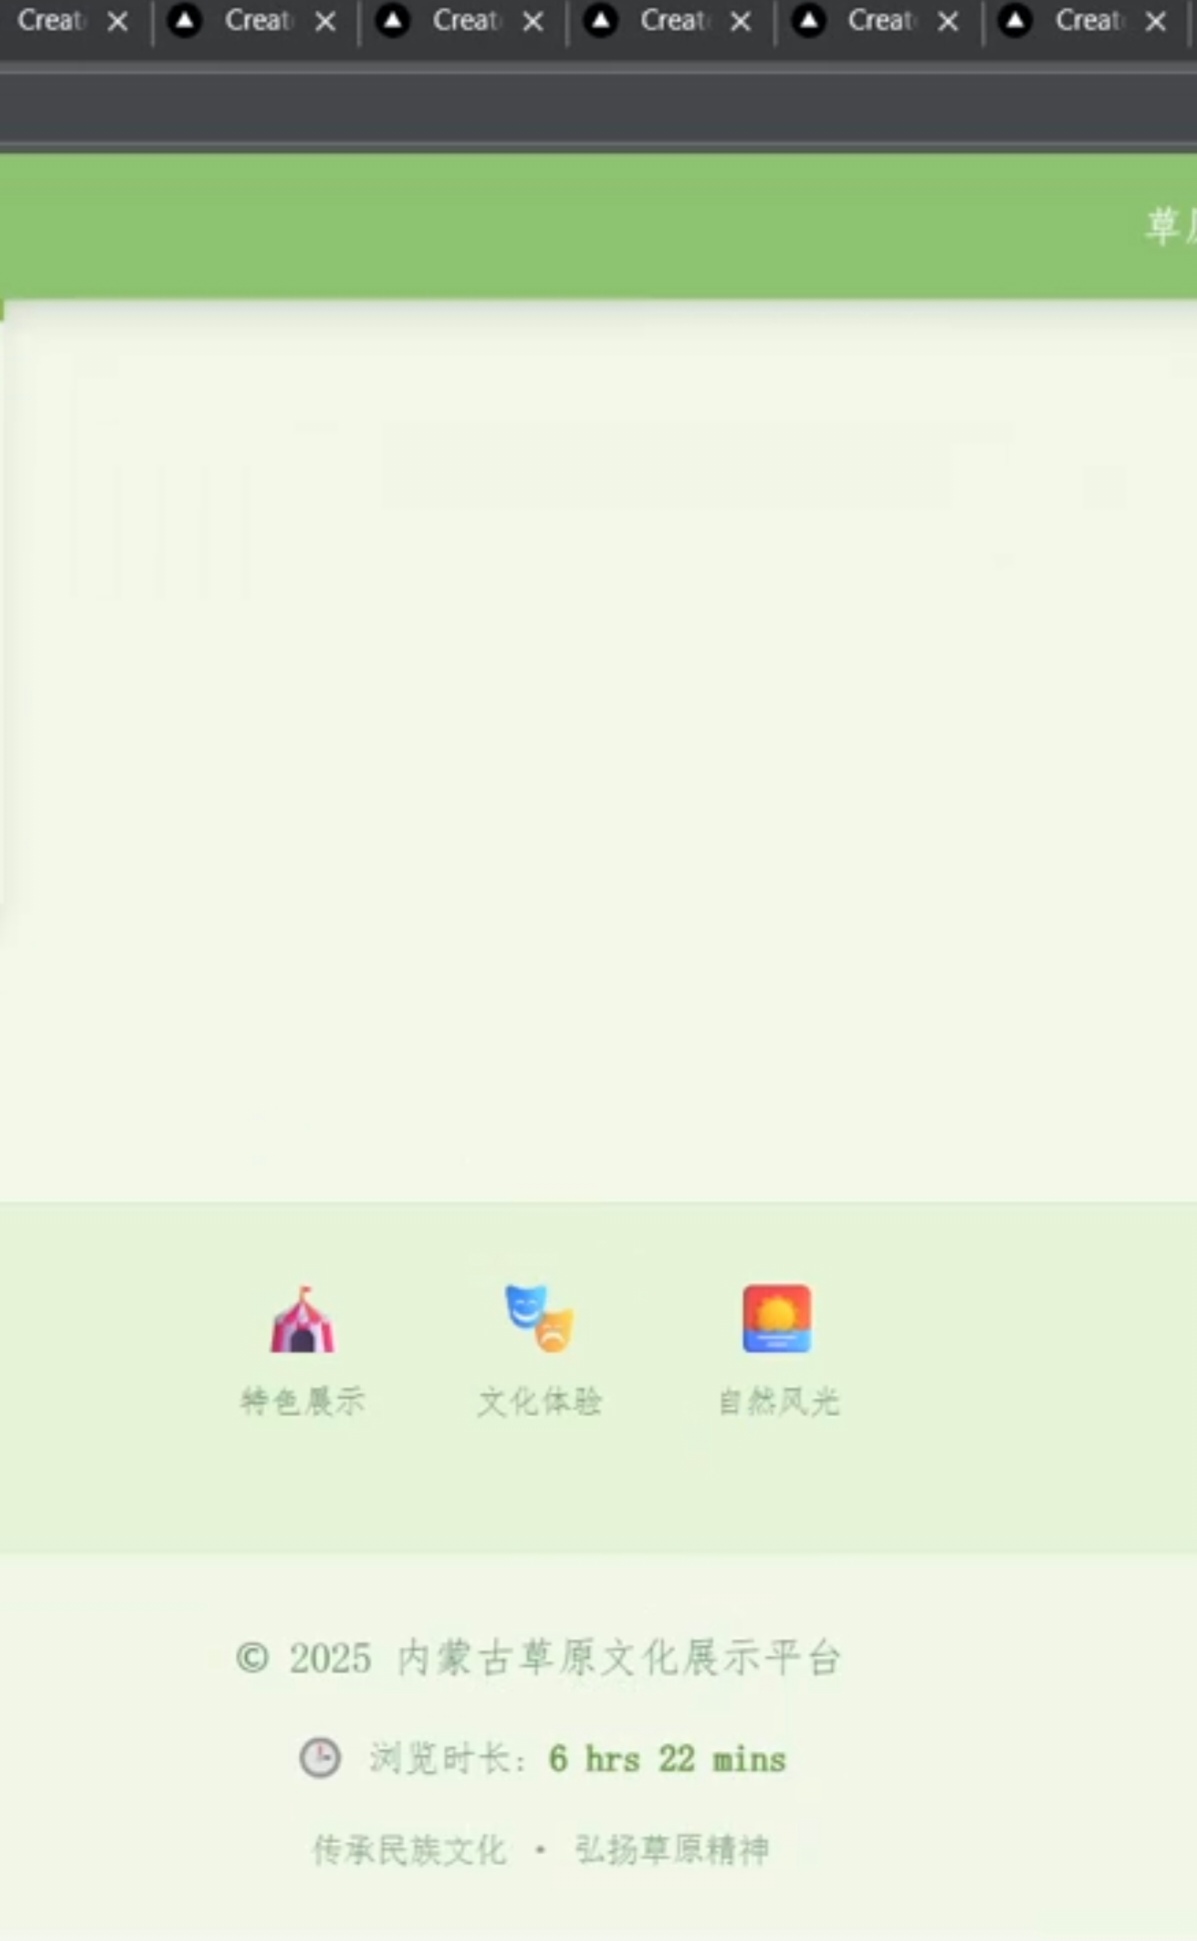 Creat Creat Creat Creat Creat Creat
草
特色展示 文化体验 自然风光
© 2025 内蒙古草原文化展示平台
浏览时长: 6 hrs 22 mins
传承民族文化 · 弘扬草原精神